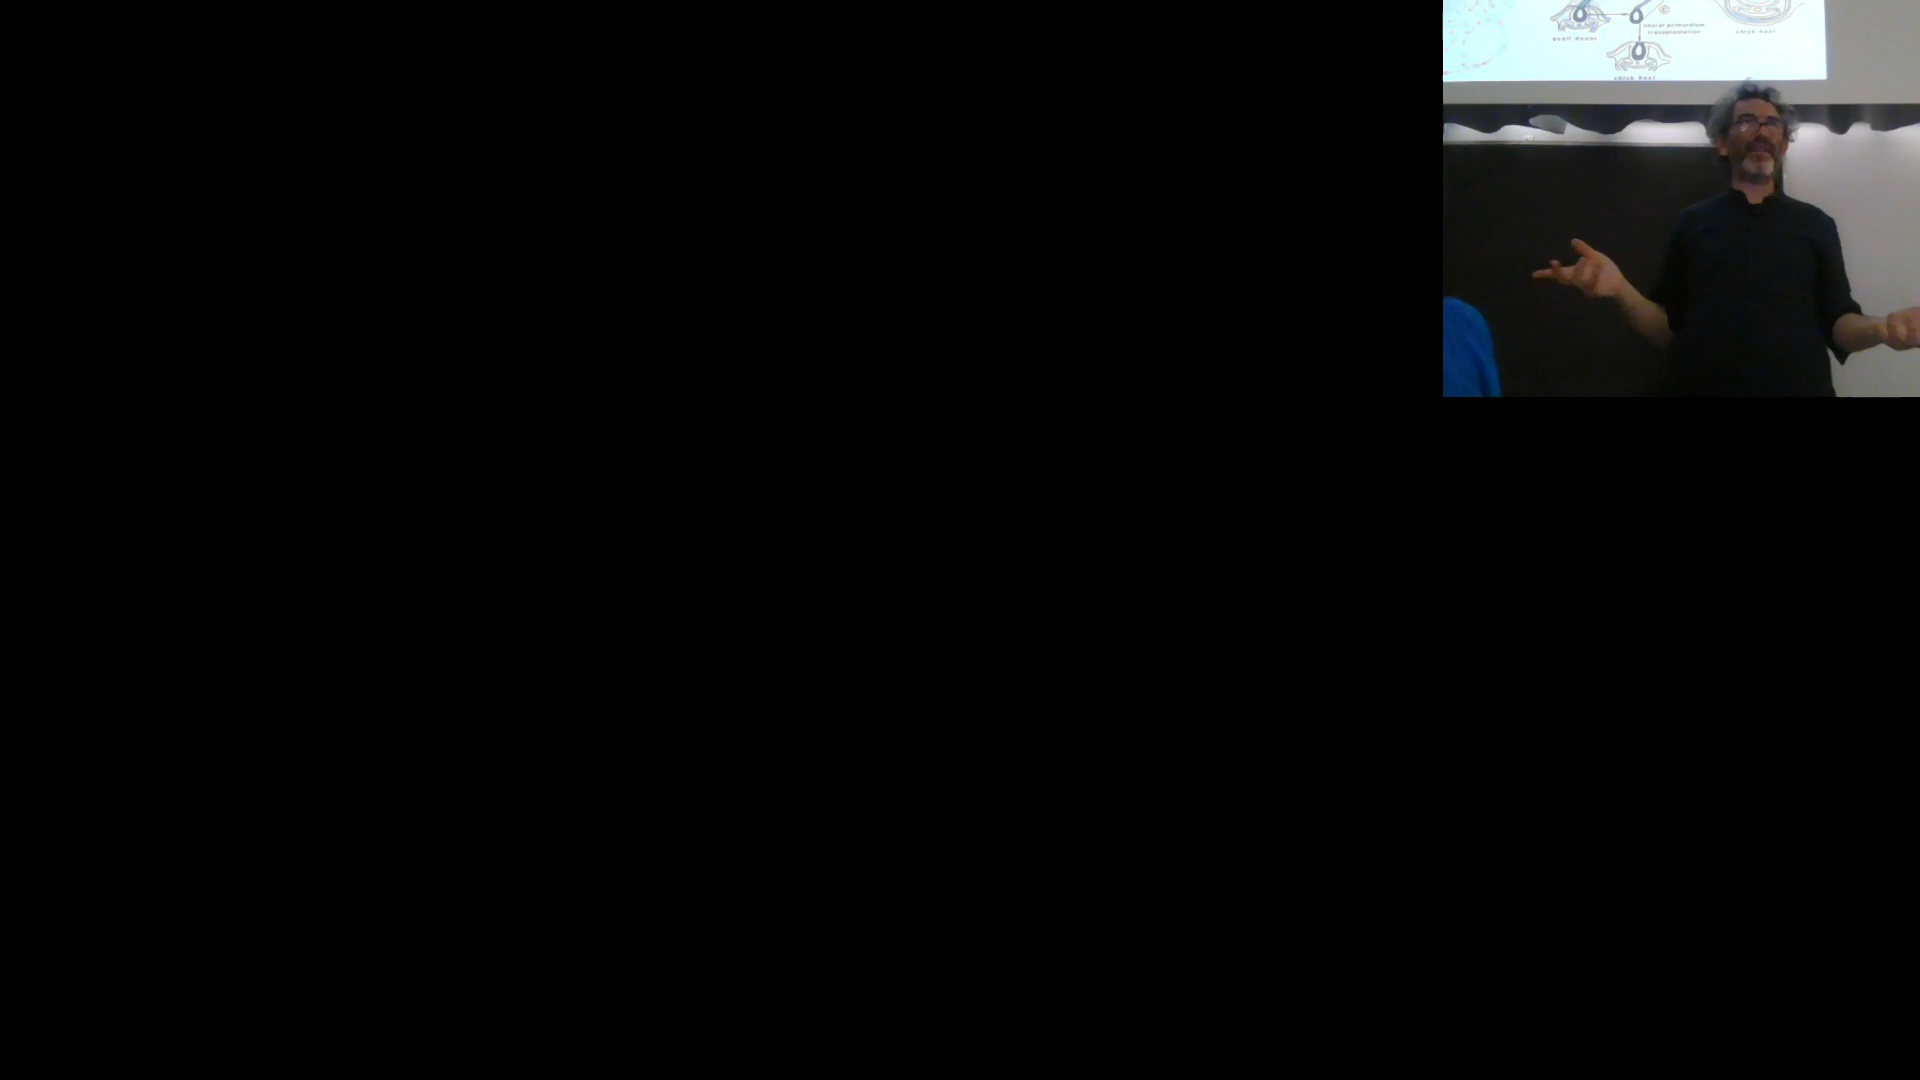 ©
neural primordium
transplantation
quail donor
chick host
chick host